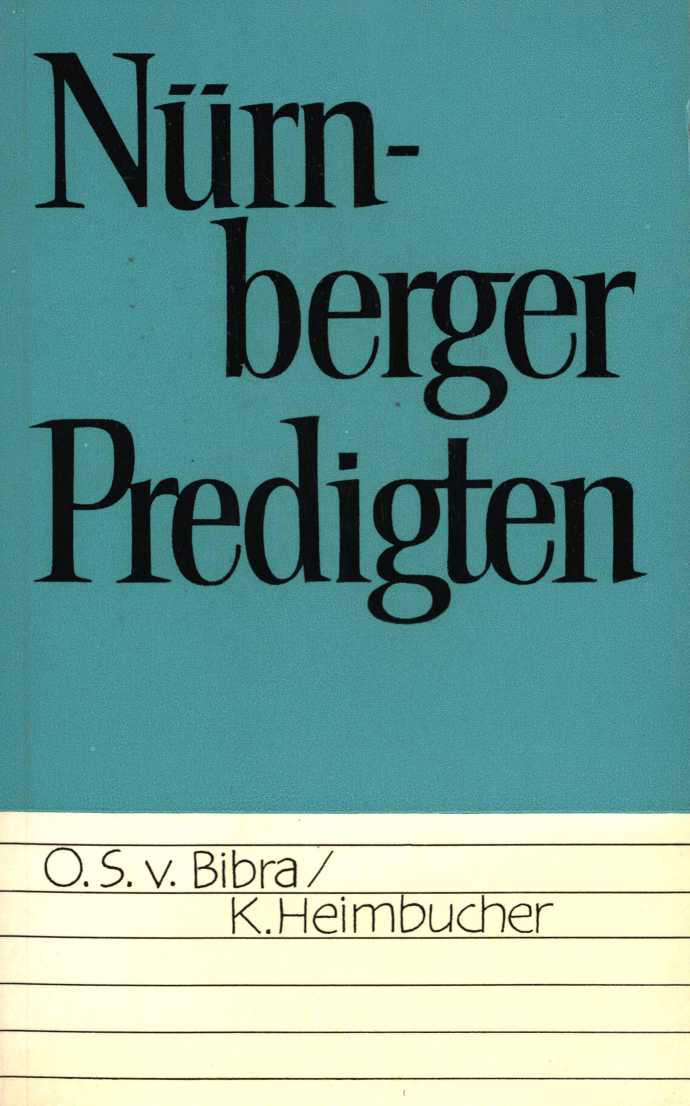 Nürn-
berger
Predigten
O. S. v. Bibra /
K. Heimbucher